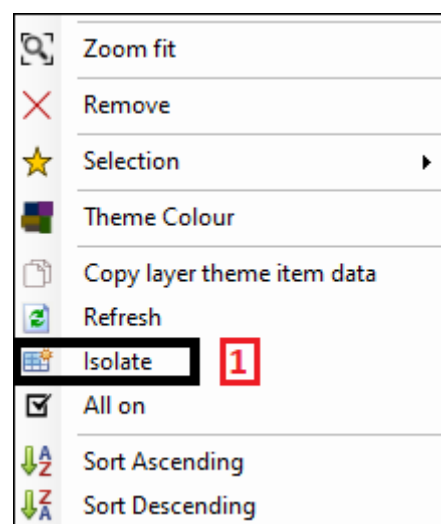 Zoom fit
Remove
Selection
Theme Colour
Copy layer theme item data
Refresh
Isolate 1
All on
A Z Sort Ascending
Z A Sort Descending